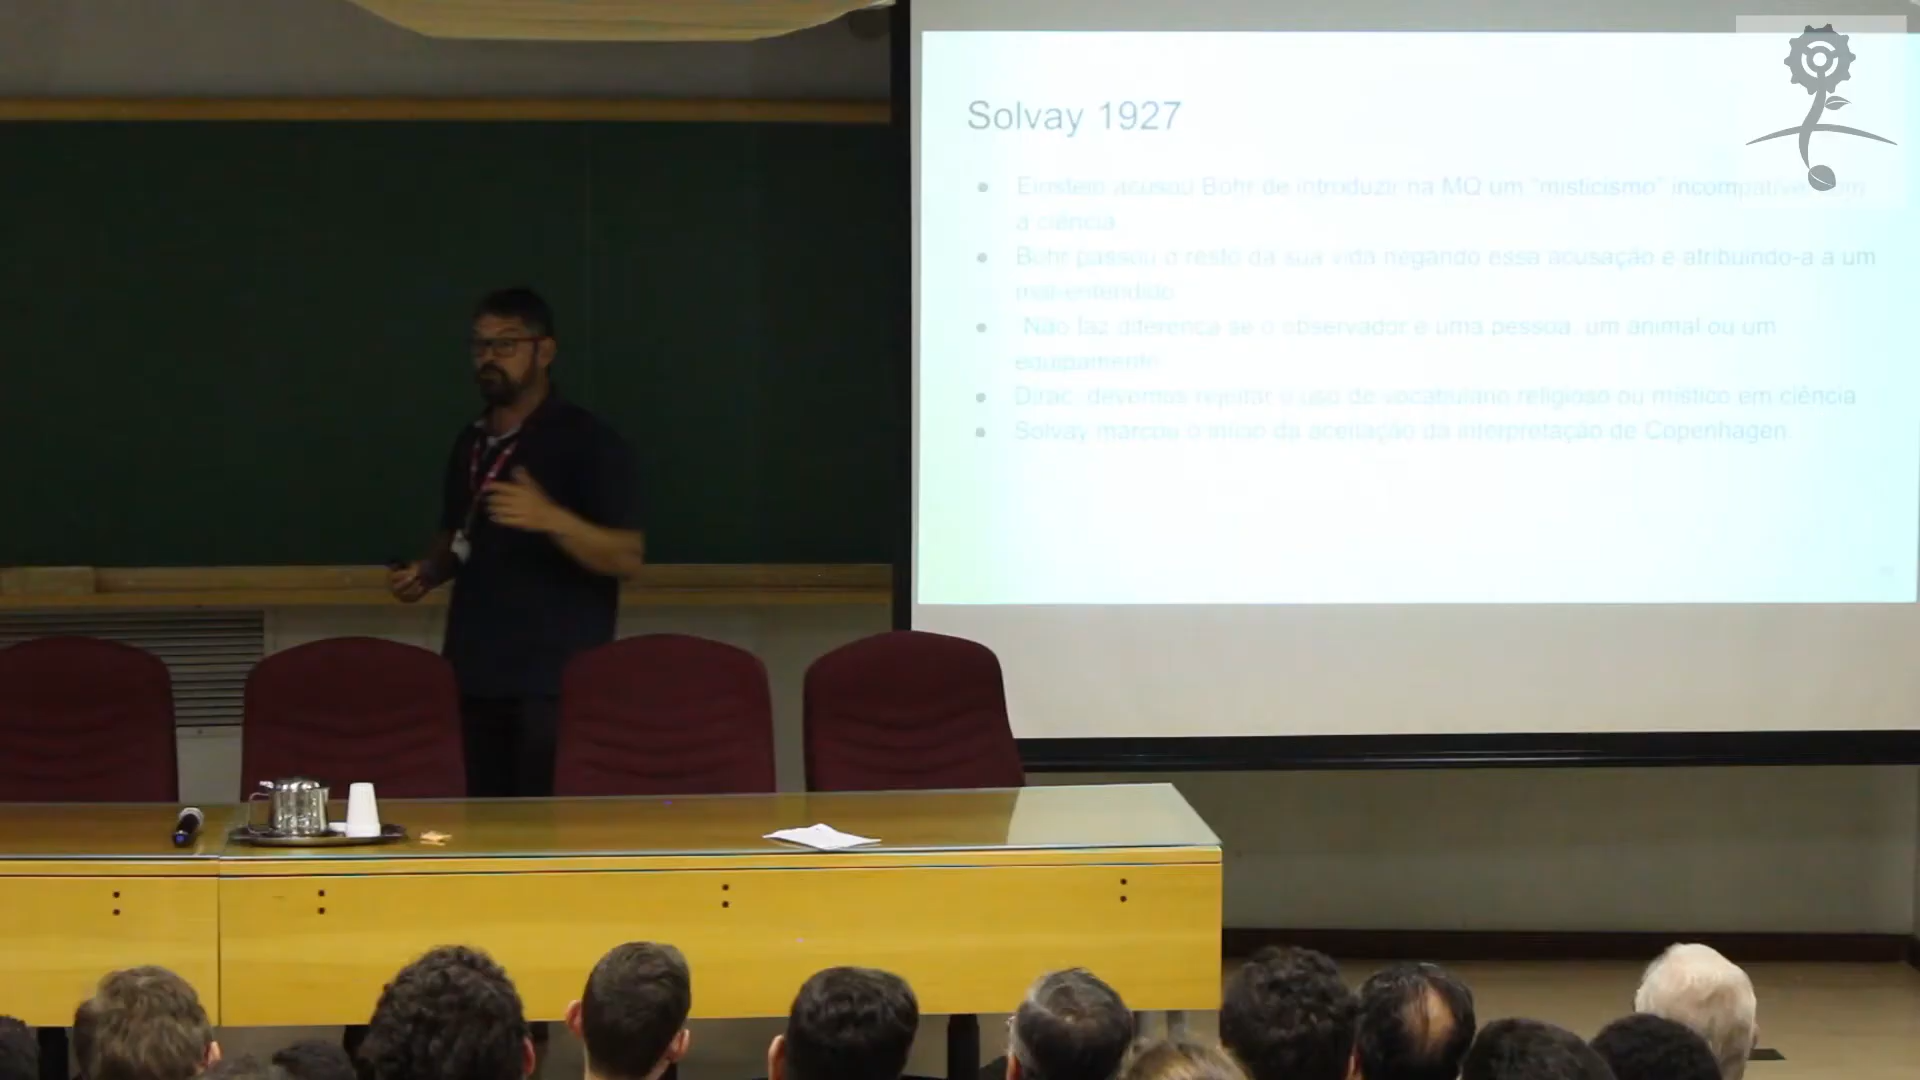 Solvay 1927
Einstein acusou Bohr de introduzir na MQ um "misticismo" incompatível com
a ciência
Bohr passou o resto da sua vida negando essa acusação e atribuindo-a a um
mal-entendido
Não faz diferença se o observador é uma pessoa, um animal ou um
equipamento
Dirac: devemos rejeitar o uso de vocabulário religioso ou místico em ciência
Solvay marcou o início da aceitação da interpretação de Copenhagen